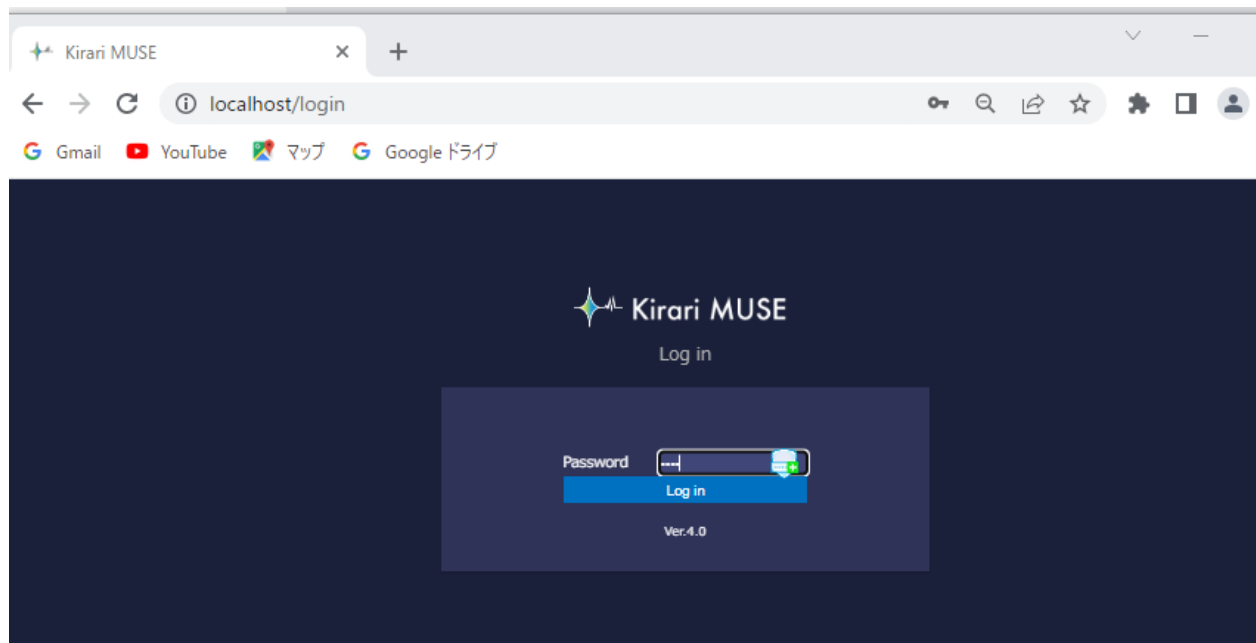 Kirari MUSE
localhost/login
Gmail YouTube マップ Google ドライブ
Kirari MUSE
Log in
Password ----
Log in
Ver.4.0